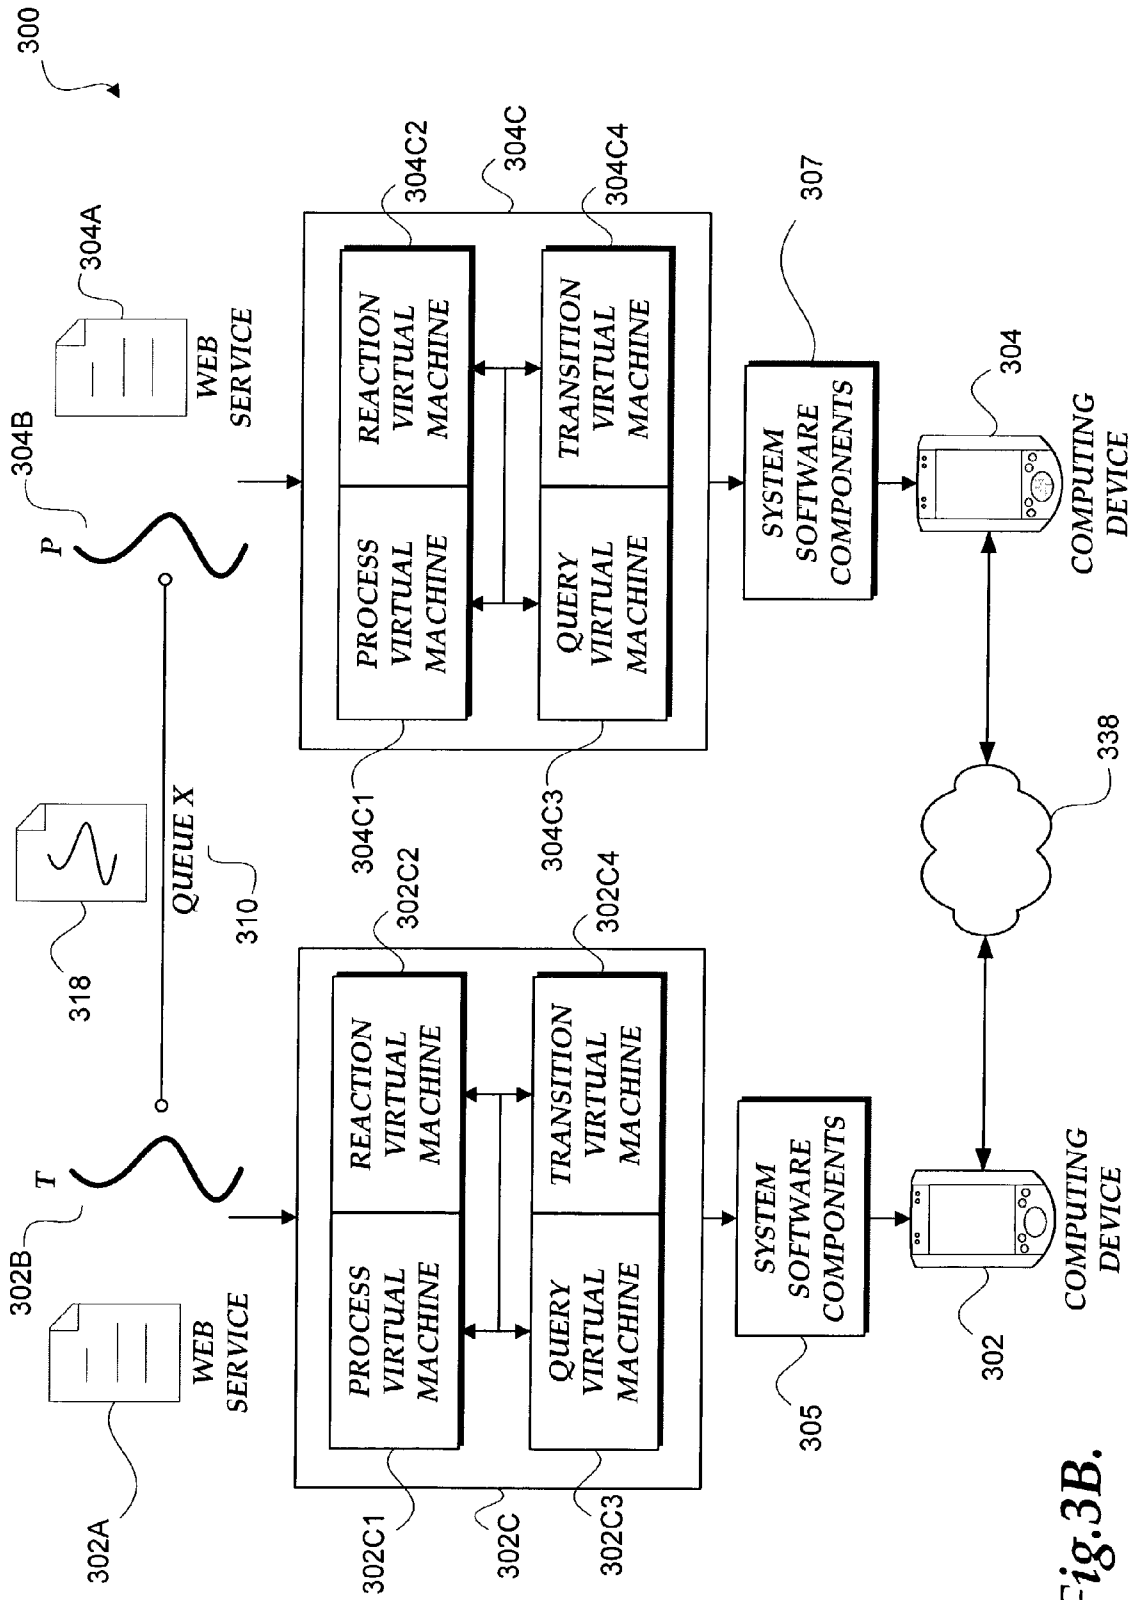 300
318
302B
T
QUEUE X
310
304B
P
304A
302A
WEB
SERVICE
WEB
SERVICE
302C1
PROCESS
VIRTUAL
MACHINE
REACTION
VIRTUAL
MACHINE
302C2
302C
302C3
QUERY
VIRTUAL
MACHINE
TRANSITION
VIRTUAL
MACHINE
302C4
304C1
PROCESS
VIRTUAL
MACHINE
REACTION
VIRTUAL
MACHINE
304C2
304C
304C3
QUERY
VIRTUAL
MACHINE
TRANSITION
VIRTUAL
MACHINE
304C4
305
SYSTEM
SOFTWARE
COMPONENTS
SYSTEM
SOFTWARE
COMPONENTS
307
302
COMPUTING
DEVICE
338
304
COMPUTING
DEVICE
Fig.3B.